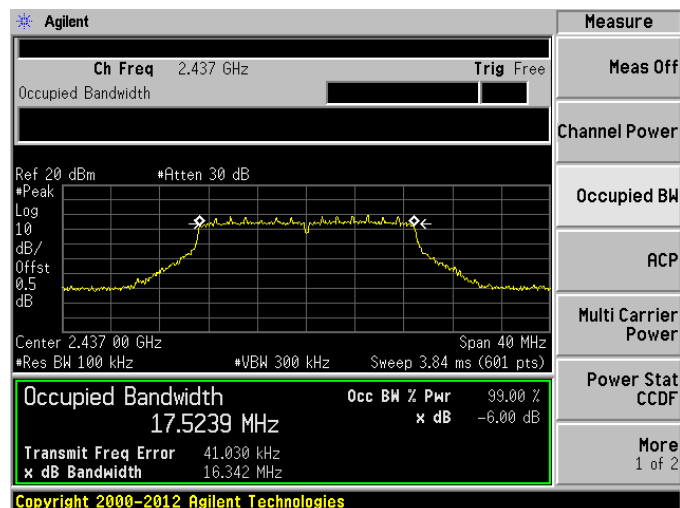 Agilent
Measure
Ch Freq 2.437 GHz Trig Free
Meas Off
Occupied Bandwidth
Channel Power
Ref 20 dBm #Atten 30 dB
#Peak
Log
10
dB/
Offst
0.5
dB
Occupied BW
ACP
Multi Carrier
Power
Center 2.437 00 GHz Span 40 MHz
#Res BW 100 kHz #VBW 300 kHz Sweep 3.84 ms (601 pts)
Power Stat
CCDF
Occupied Bandwidth
17.5239 MHz
Occ BW % Pwr 99.00 %
x dB -6.00 dB
Transmit Freq Error 41.030 kHz
x dB Bandwidth 16.342 MHz
More
1 of 2
Copyright 2000-2012 Agilent Technologies